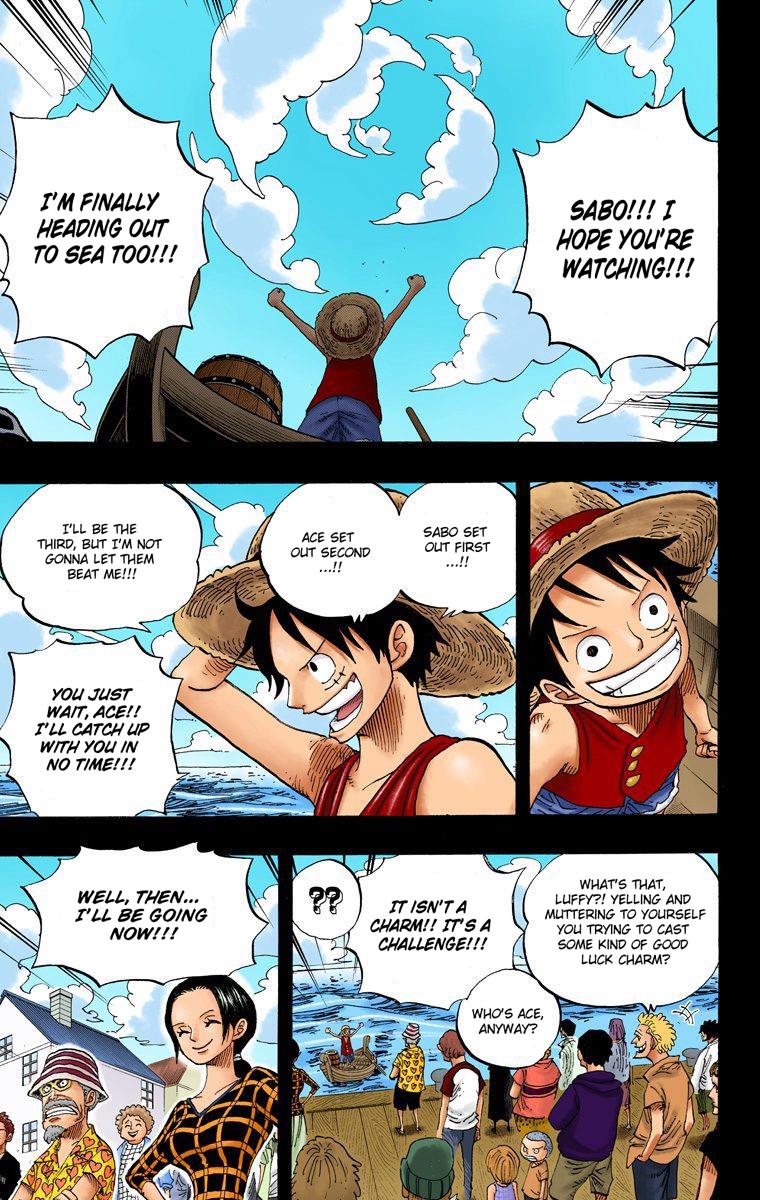 SABO!!! I
HOPE YOU'RE
WATCHING!!!
I'M FINALLY
HEADING OUT
TO SEA TOO!!!
SABO SET
OUT FIRST
...!!
ACE SET
OUT SECOND
...!!
I'LL BE THE
THIRD, BUT I'M NOT
GONNA LET THEM
BEAT ME!!!
YOU JUST
WAIT, ACE!!
I'LL CATCH UP
WITH YOU IN
NO TIME!!!
WHAT'S THAT,
LUFFY?! YELLING AND
MUTTERING TO YOURSELF
YOU TRYING TO CAST
SOME KIND OF GOOD
LUCK CHARM?
WHO'S ACE,
ANYWAY?
IT ISN'T A
CHARM!! IT'S A
CHALLENGE!!!
??
WELL, THEN...
I'LL BE GOING
NOW!!!